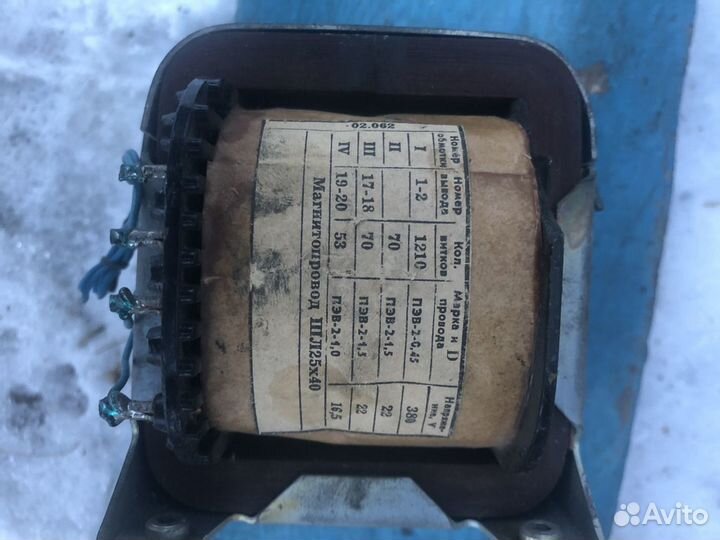 02.062
Номер обмотки Номер вывода Кол. витков Марка и D провода Напряжение, V
I 1-2 1210 ПЭВ-2-0,45 380
II 70 ПЭВ-2-1,5 22
III 17-18 70 ПЭВ-2-1,5 22
IV 19-20 53 ПЭВ-2-1,0 16,5
Магнитопровод ШЛ25х40
Avito